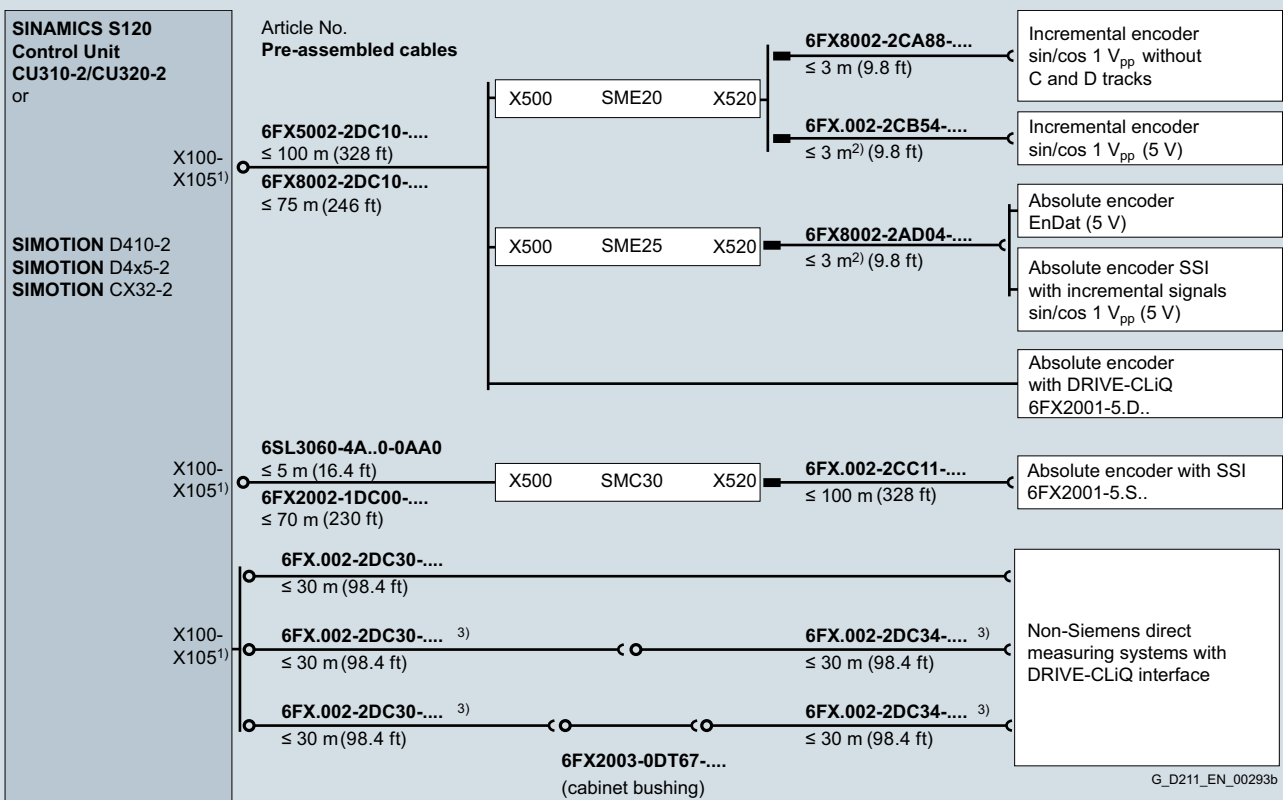 SINAMICS S120
Control Unit
CU310-2/CU320-2
or
SIMOTION D410-2
SIMOTION D4x5-2
SIMOTION CX32-2
Article No.
Pre-assembled cables
X100-
X105¹⁾
6FX5002-2DC10-....
≤ 100 m (328 ft)
6FX8002-2DC10-....
≤ 75 m (246 ft)
X500 SME20 X520
6FX8002-2CA88-....
≤ 3 m (9.8 ft)
Incremental encoder
sin/cos 1 Vpp without
C and D tracks
6FX.002-2CB54-....
≤ 3 m²⁾ (9.8 ft)
Incremental encoder
sin/cos 1 Vpp (5 V)
X500 SME25 X520
6FX8002-2AD04-....
≤ 3 m²⁾ (9.8 ft)
Absolute encoder
EnDat (5 V)
Absolute encoder SSI
with incremental signals
sin/cos 1 Vpp (5 V)
Absolute encoder
with DRIVE-CLiQ
6FX2001-5.D..
X100-
X105¹⁾
6SL3060-4A..0-0AA0
≤ 5 m (16.4 ft)
6FX2002-1DC00-....
≤ 70 m (230 ft)
X500 SMC30 X520
6FX.002-2CC11-....
≤ 100 m (328 ft)
Absolute encoder with SSI
6FX2001-5.S..
X100-
X105¹⁾
6FX.002-2DC30-....
≤ 30 m (98.4 ft)
6FX.002-2DC30-.... ³⁾
≤ 30 m (98.4 ft)
6FX.002-2DC34-.... ³⁾
≤ 30 m (98.4 ft)
6FX.002-2DC30-.... ³⁾
≤ 30 m (98.4 ft)
6FX2003-0DT67-....
(cabinet bushing)
6FX.002-2DC34-.... ³⁾
≤ 30 m (98.4 ft)
Non-Siemens direct
measuring systems with
DRIVE-CLiQ interface
G_D211_EN_00293b